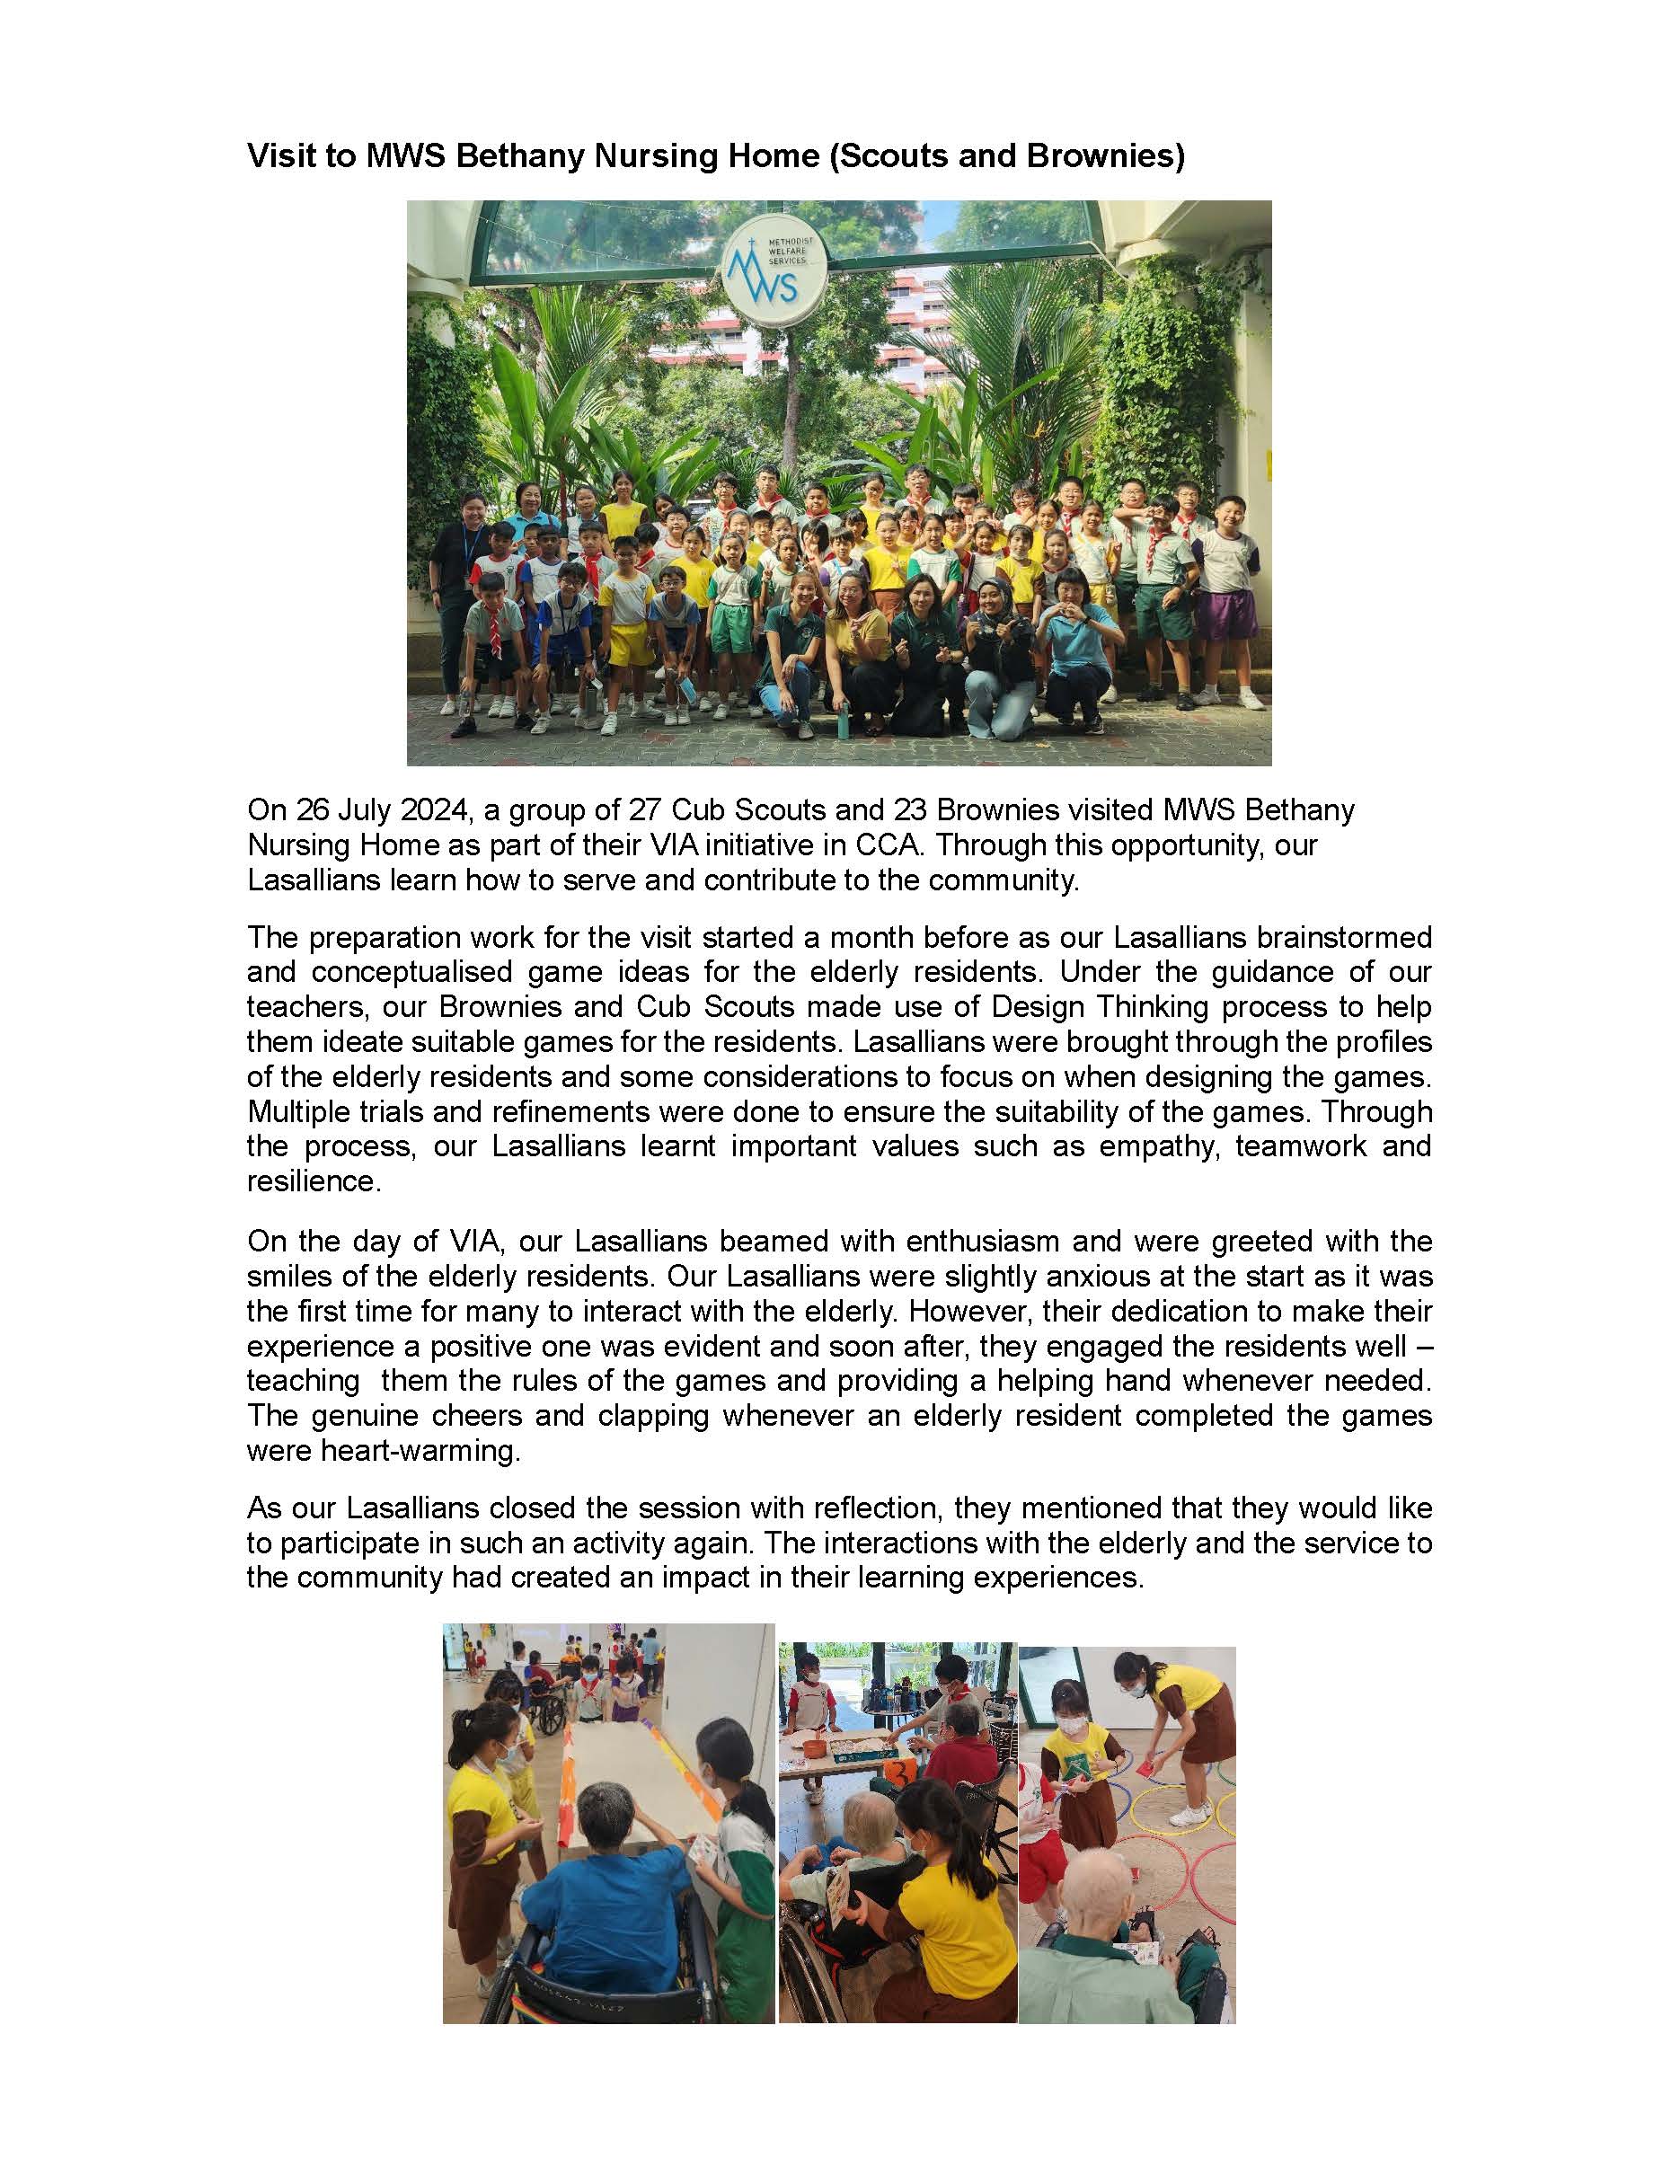 Visit to MWS Bethany Nursing Home (Scouts and Brownies)
METHODIST
WELFARE
SERVICES
MWS
On 26 July 2024, a group of 27 Cub Scouts and 23 Brownies visited MWS Bethany
Nursing Home as part of their VIA initiative in CCA. Through this opportunity, our
Lasallians learn how to serve and contribute to the community.
The preparation work for the visit started a month before as our Lasallians brainstormed
and conceptualised game ideas for the elderly residents. Under the guidance of our
teachers, our Brownies and Cub Scouts made use of Design Thinking process to help
them ideate suitable games for the residents. Lasallians were brought through the profiles
of the elderly residents and some considerations to focus on when designing the games.
Multiple trials and refinements were done to ensure the suitability of the games. Through
the process, our Lasallians learnt important values such as empathy, teamwork and
resilience.
On the day of VIA, our Lasallians beamed with enthusiasm and were greeted with the
smiles of the elderly residents. Our Lasallians were slightly anxious at the start as it was
the first time for many to interact with the elderly. However, their dedication to make their
experience a positive one was evident and soon after, they engaged the residents well –
teaching  them the rules of the games and providing a helping hand whenever needed.
The genuine cheers and clapping whenever an elderly resident completed the games
were heart-warming.
As our Lasallians closed the session with reflection, they mentioned that they would like
to participate in such an activity again. The interactions with the elderly and the service to
the community had created an impact in their learning experiences.
3